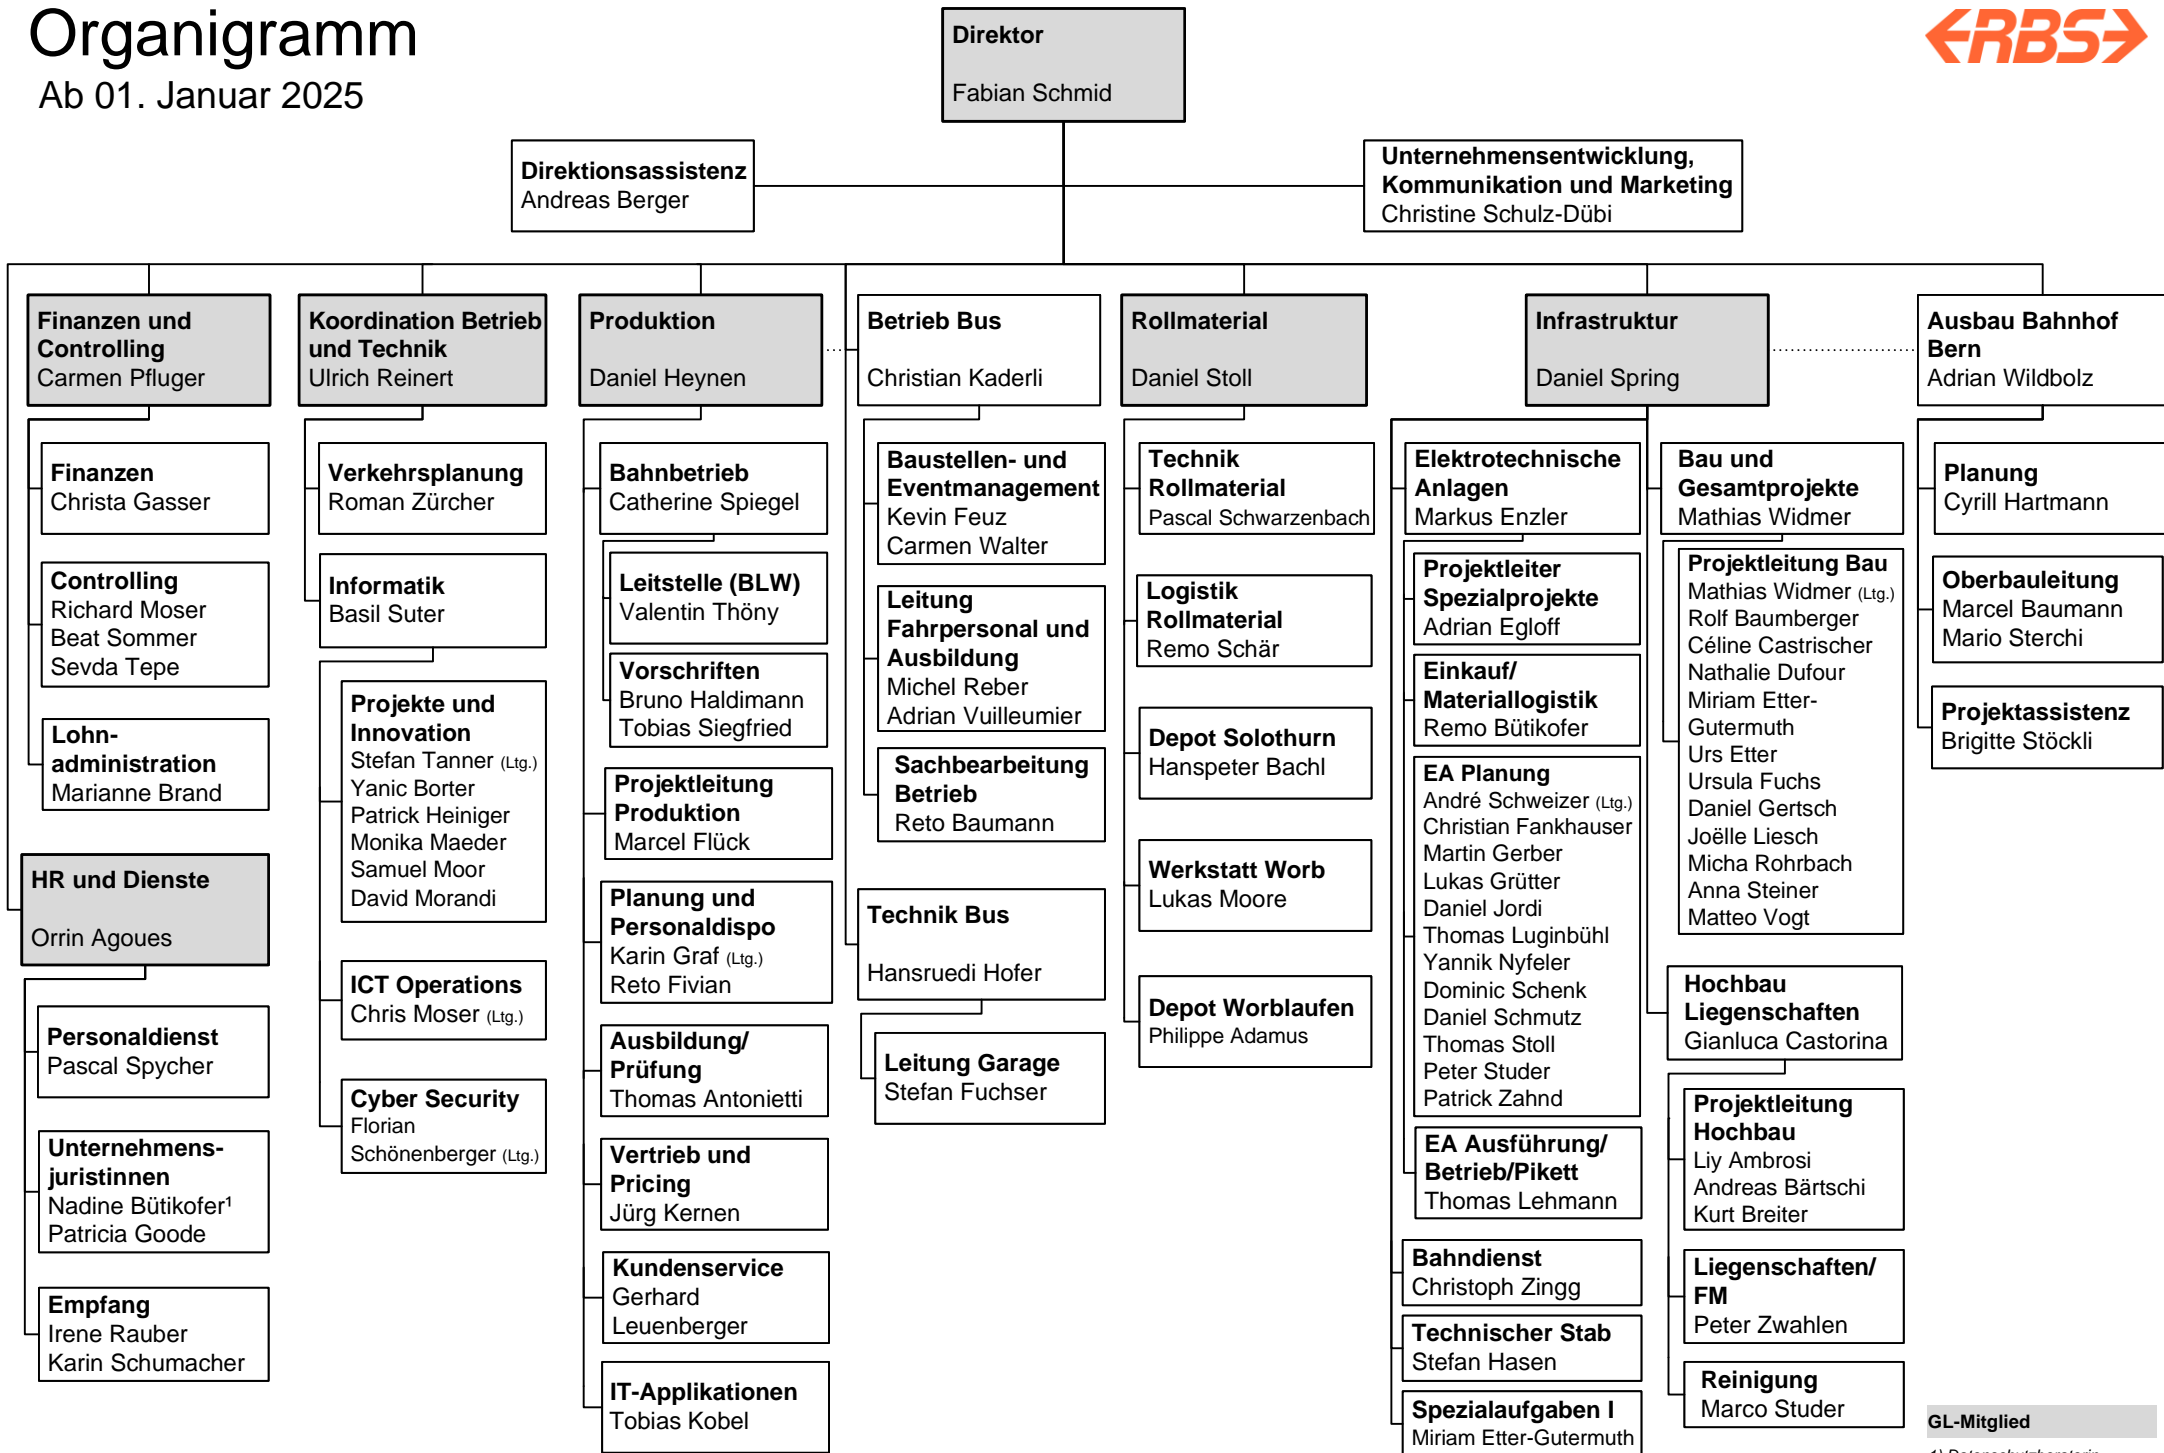 Organigramm
Ab 01. Januar 2025
Direktor
Fabian Schmid
RBS
Direktionsassistenz
Andreas Berger
Unternehmensentwicklung,
Kommunikation und Marketing
Christine Schulz-Dübi
Finanzen und
Controlling
Carmen Pfluger
Finanzen
Christa Gasser
Controlling
Richard Moser
Beat Sommer
Sevda Tepe
Lohn-
administration
Marianne Brand
HR und Dienste
Orrin Agoues
Personaldienst
Pascal Spycher
Unternehmens-
juristinnen
Nadine Bütikofer¹
Patricia Goode
Empfang
Irene Rauber
Karin Schumacher
Koordination Betrieb
und Technik
Ulrich Reinert
Verkehrsplanung
Roman Zürcher
Informatik
Basil Suter
Projekte und
Innovation
Stefan Tanner (Ltg.)
Yanic Borter
Patrick Heiniger
Monika Maeder
Samuel Moor
David Morandi
ICT Operations
Chris Moser (Ltg.)
Cyber Security
Florian
Schönenberger (Ltg.)
Produktion
Daniel Heynen
Bahnbetrieb
Catherine Spiegel
Leitstelle (BLW)
Valentin Thöny
Vorschriften
Bruno Haldimann
Tobias Siegfried
Projektleitung
Produktion
Marcel Flück
Planung und
Personaldispo
Karin Graf (Ltg.)
Reto Fivian
Ausbildung/
Prüfung
Thomas Antonietti
Vertrieb und
Pricing
Jürg Kernen
Kundenservice
Gerhard
Leuenberger
IT-Applikationen
Tobias Kobel
Betrieb Bus
Christian Kaderli
Baustellen- und
Eventmanagement
Kevin Feuz
Carmen Walter
Leitung
Fahrpersonal und
Ausbildung
Michel Reber
Adrian Vuilleumier
Sachbearbeitung
Betrieb
Reto Baumann
Technik Bus
Hansruedi Hofer
Leitung Garage
Stefan Fuchser
Rollmaterial
Daniel Stoll
Technik
Rollmaterial
Pascal Schwarzenbach
Logistik
Rollmaterial
Remo Schär
Depot Solothurn
Hanspeter Bachl
Werkstatt Worb
Lukas Moore
Depot Worblaufen
Philippe Adamus
Infrastruktur
Daniel Spring
Elektrotechnische
Anlagen
Markus Enzler
Projektleiter
Spezialprojekte
Adrian Egloff
Einkauf/
Materiallogistik
Remo Bütikofer
EA Planung
André Schweizer (Ltg.)
Christian Fankhauser
Martin Gerber
Lukas Grütter
Daniel Jordi
Thomas Luginbühl
Yannik Nyfeler
Dominic Schenk
Daniel Schmutz
Thomas Stoll
Peter Studer
Patrick Zahnd
EA Ausführung/
Betrieb/Pikett
Thomas Lehmann
Bahndienst
Christoph Zingg
Technischer Stab
Stefan Hasen
Spezialaufgaben I
Miriam Etter-Gutermuth
Bau und
Gesamtprojekte
Mathias Widmer
Projektleitung Bau
Mathias Widmer (Ltg.)
Rolf Baumberger
Céline Castrischer
Nathalie Dufour
Miriam Etter-
Gutermuth
Urs Etter
Ursula Fuchs
Daniel Gertsch
Joëlle Liesch
Micha Rohrbach
Anna Steiner
Matteo Vogt
Hochbau
Liegenschaften
Gianluca Castorina
Projektleitung
Hochbau
Liy Ambrosi
Andreas Bärtschi
Kurt Breiter
Liegenschaften/
FM
Peter Zwahlen
Reinigung
Marco Studer
Ausbau Bahnhof
Bern
Adrian Wildbolz
Planung
Cyrill Hartmann
Oberbauleitung
Marcel Baumann
Mario Sterchi
Projektassistenz
Brigitte Stöckli
GL-Mitglied
1) Datenschutzberaterin